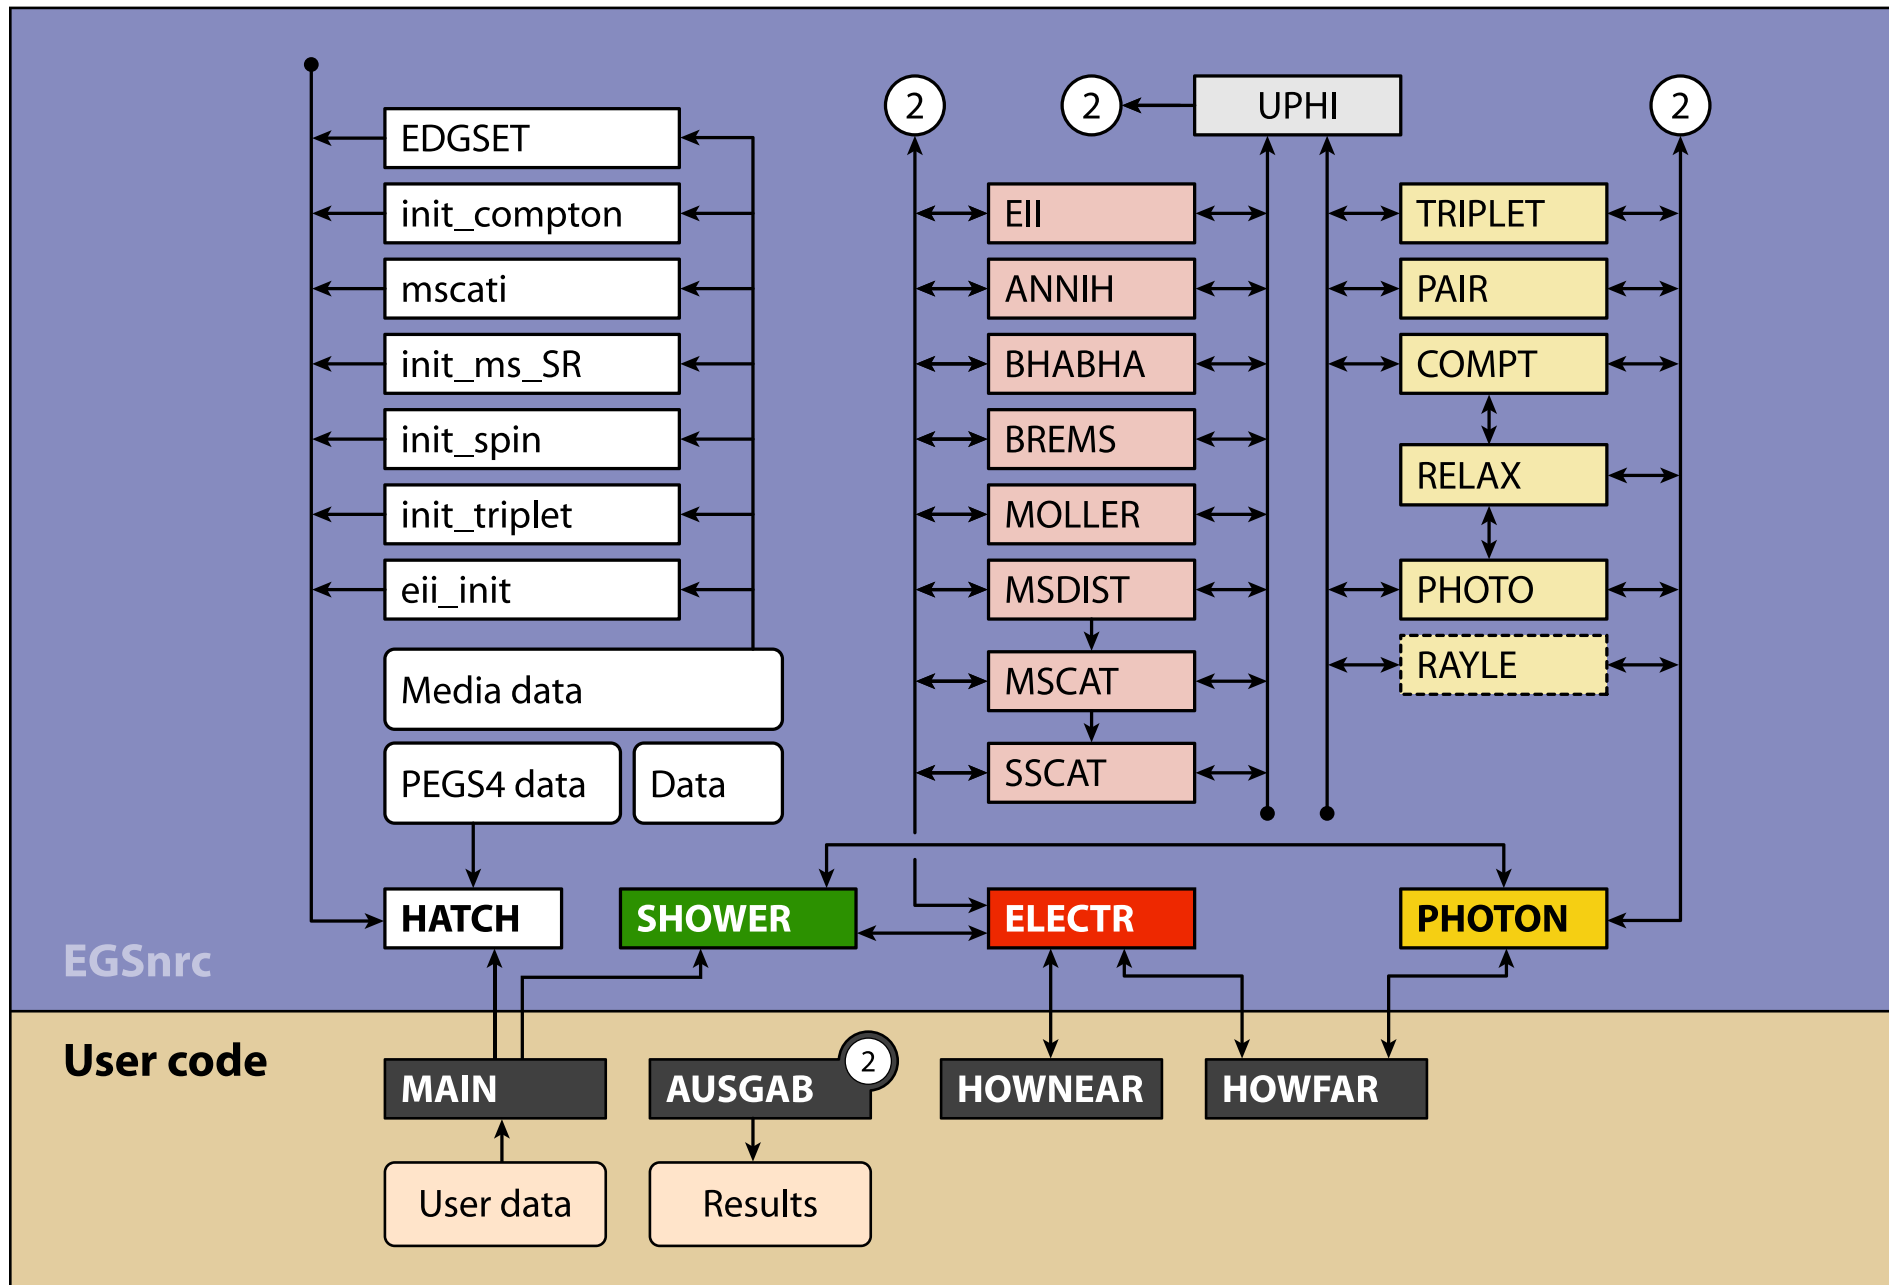 2
2
UPHI
2
EDGSET
init_compton
mscati
init_ms_SR
init_spin
init_triplet
eii_init
Media data
PEGS4 data
Data
EII
ANNIH
BHABHA
BREMS
MOLLER
MSDIST
MSCAT
SSCAT
TRIPLET
PAIR
COMPT
RELAX
PHOTO
RAYLE
HATCH
SHOWER
ELECTR
PHOTON
EGSnrc
User code
MAIN
AUSGAB
2
HOWNEAR
HOWFAR
User data
Results